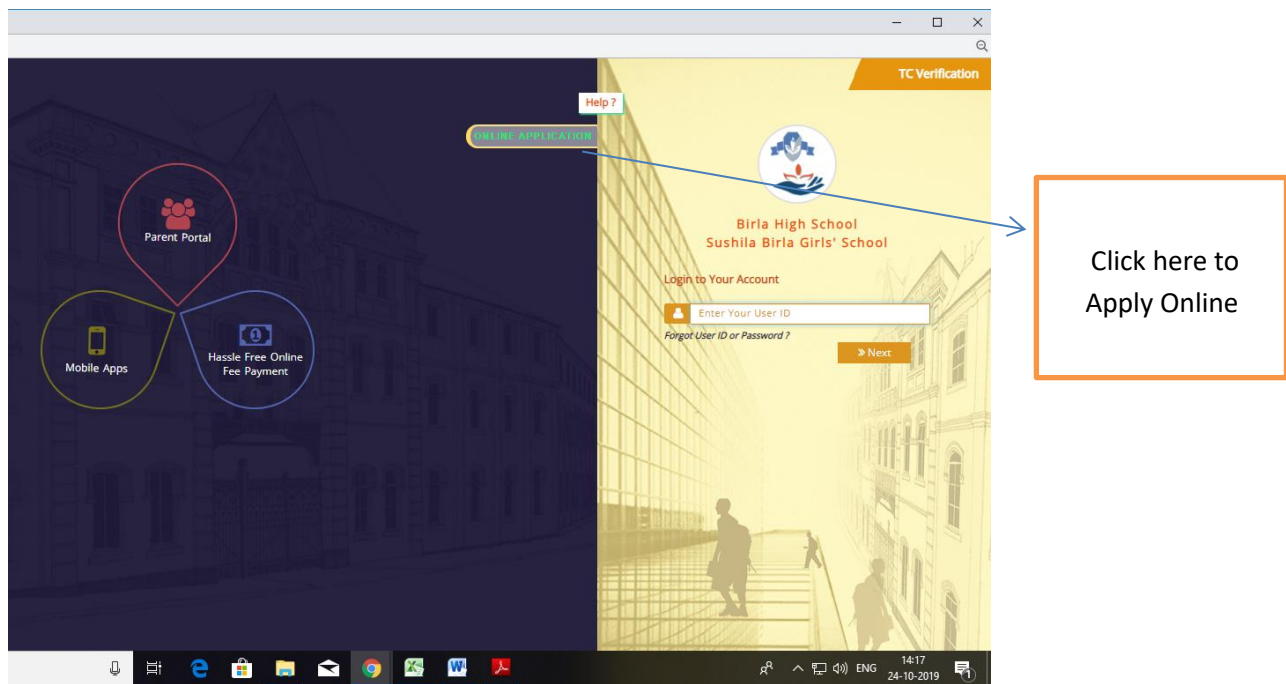 TC Verification
Help ?
ONLINE APPLICATION
Parent Portal
Mobile Apps
Hassle Free Online
Fee Payment
Birla High School
Sushila Birla Girls' School
Login to Your Account
Enter Your User ID
Forgot User ID or Password ?
» Next
Click here to
Apply Online
ENG
14:17
24-10-2019
1